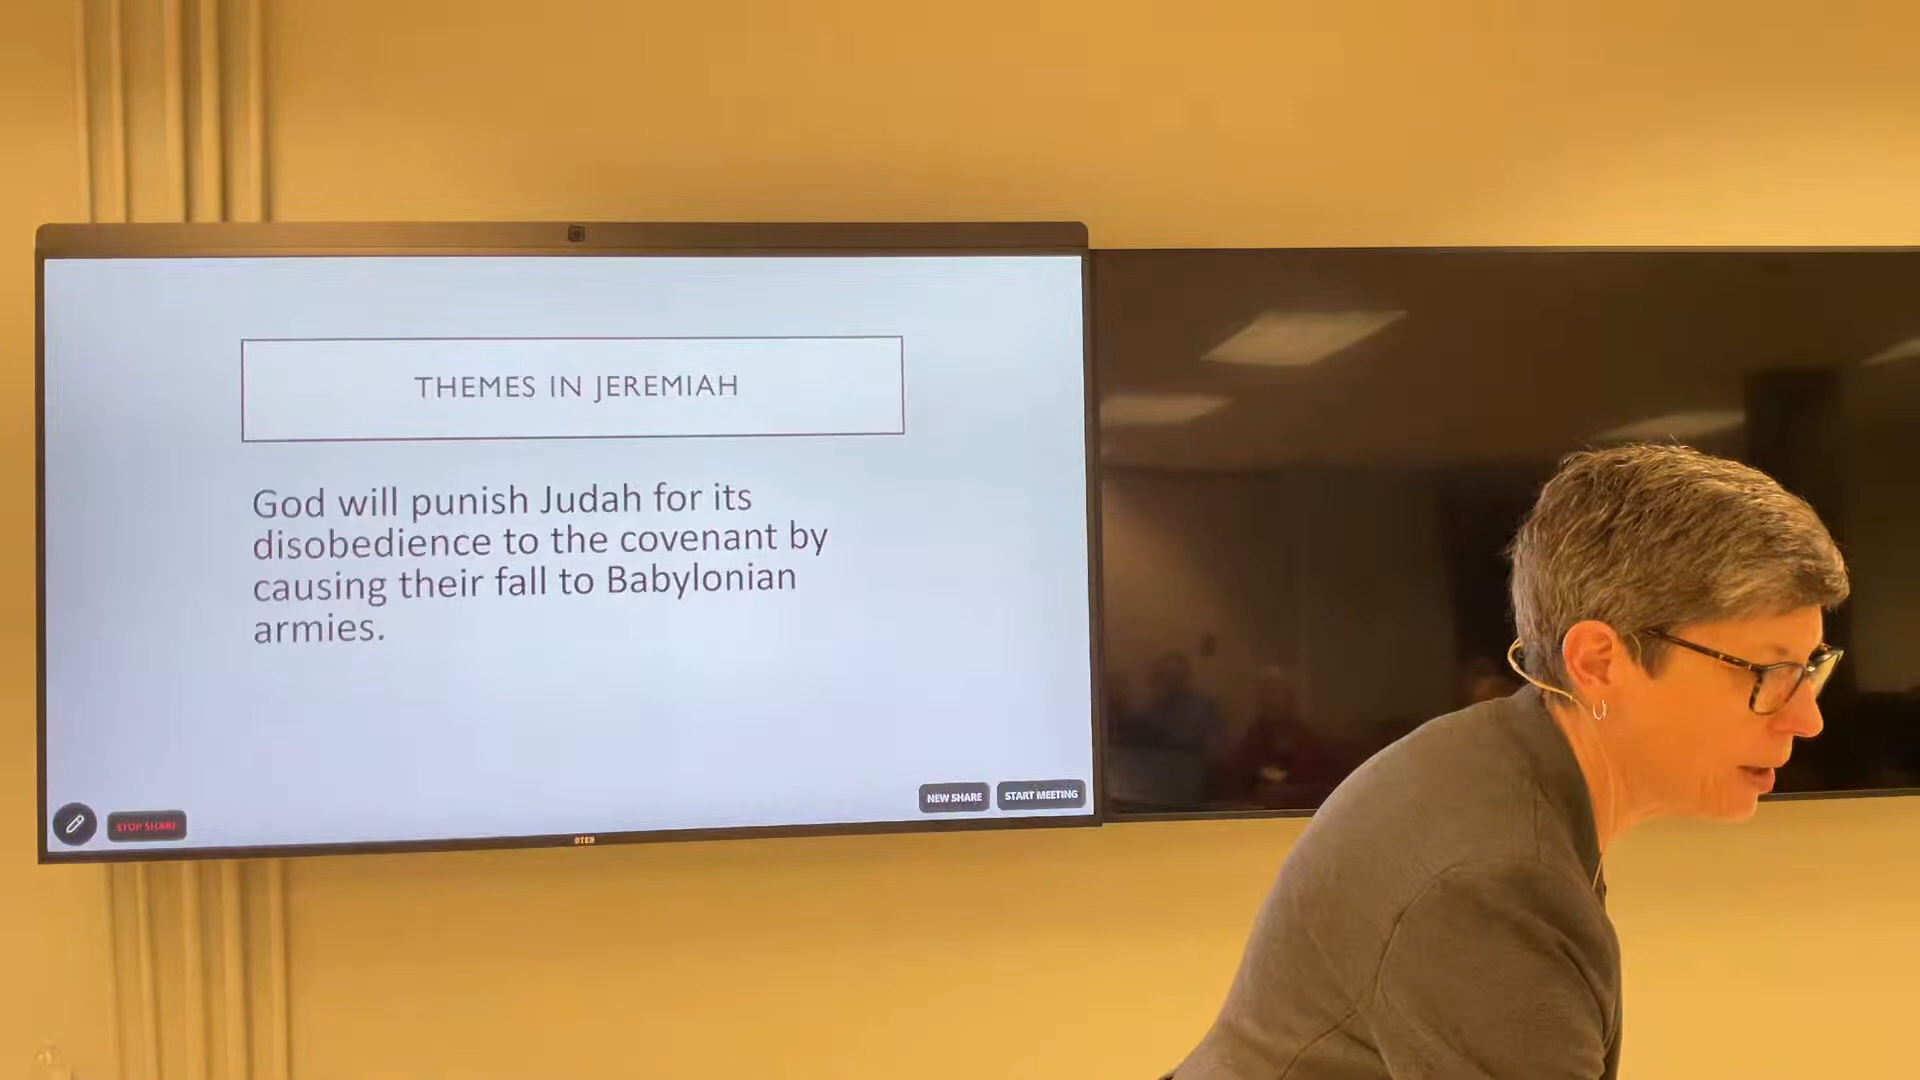 THEMES IN JEREMIAH
God will punish Judah for its
disobedience to the covenant by
causing their fall to Babylonian
armies.
NEW SHARE START MEETING
STOP SHARE
DTEN